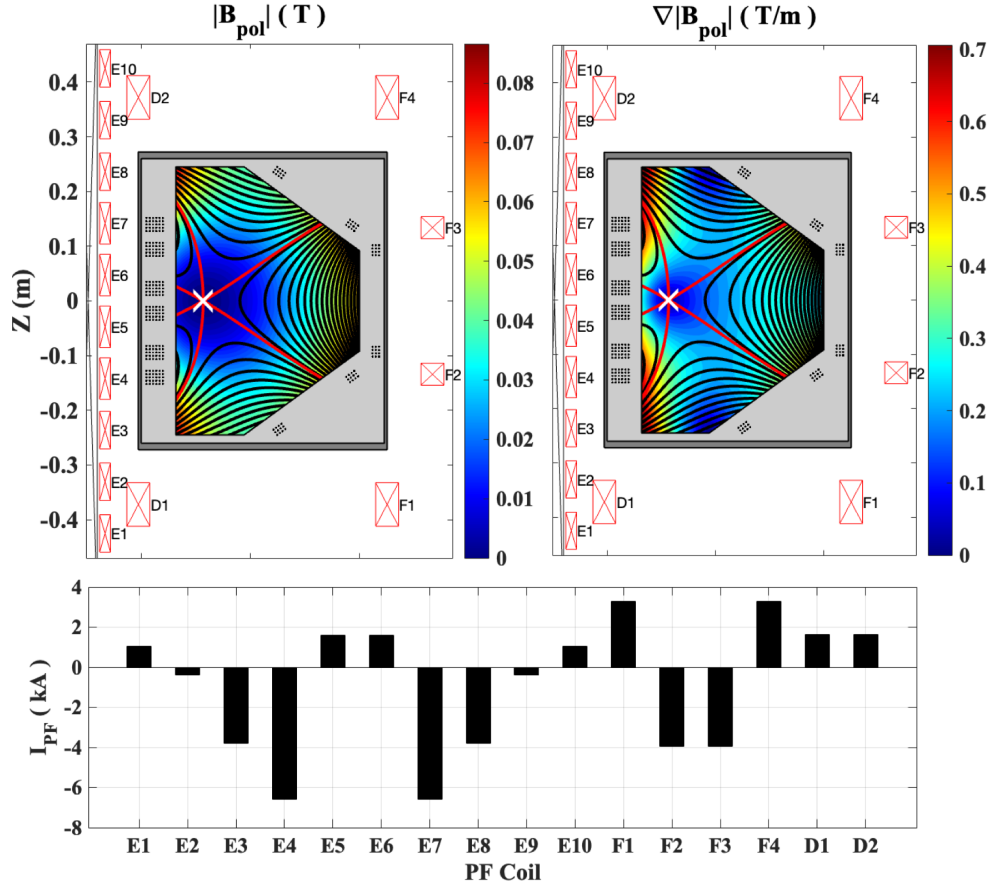 |B_pol| ( T )
∇|B_pol| ( T/m )
Z (m)
0.4
0.3
0.2
0.1
0
-0.1
-0.2
-0.3
-0.4
E10
E9
E8
E7
E6
E5
E4
E3
E2
E1
D2
D1
F4
F3
F2
F1
0.08
0.07
0.06
0.05
0.04
0.03
0.02
0.01
0
E10
E9
E8
E7
E6
E5
E4
E3
E2
E1
D2
D1
F4
F3
F2
F1
0.7
0.6
0.5
0.4
0.3
0.2
0.1
0
I_PF ( kA)
4
2
0
-2
-4
-6
-8
E1 E2 E3 E4 E5 E6 E7 E8 E9 E10 F1 F2 F3 F4 D1 D2
PF Coil